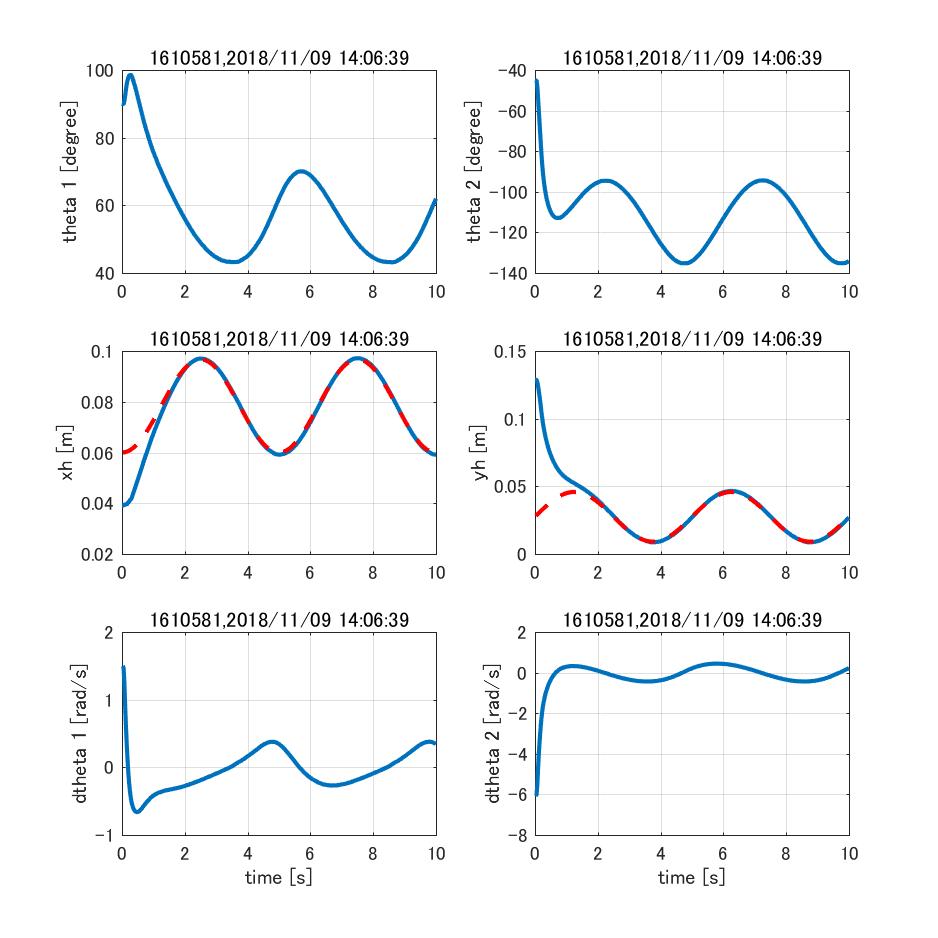 1610581,2018/11/09 14:06:39
100
80
60
40
theta 1 [degree]
0 2 4 6 8 10
1610581,2018/11/09 14:06:39
-40
-60
-80
-100
-120
-140
theta 2 [degree]
0 2 4 6 8 10
1610581,2018/11/09 14:06:39
0.1
0.08
0.06
0.04
0.02
xh [m]
0 2 4 6 8 10
1610581,2018/11/09 14:06:39
0.15
0.1
0.05
0
yh [m]
0 2 4 6 8 10
1610581,2018/11/09 14:06:39
2
1
0
-1
dtheta 1 [rad/s]
0 2 4 6 8 10
time [s]
1610581,2018/11/09 14:06:39
2
0
-2
-4
-6
-8
dtheta 2 [rad/s]
0 2 4 6 8 10
time [s]